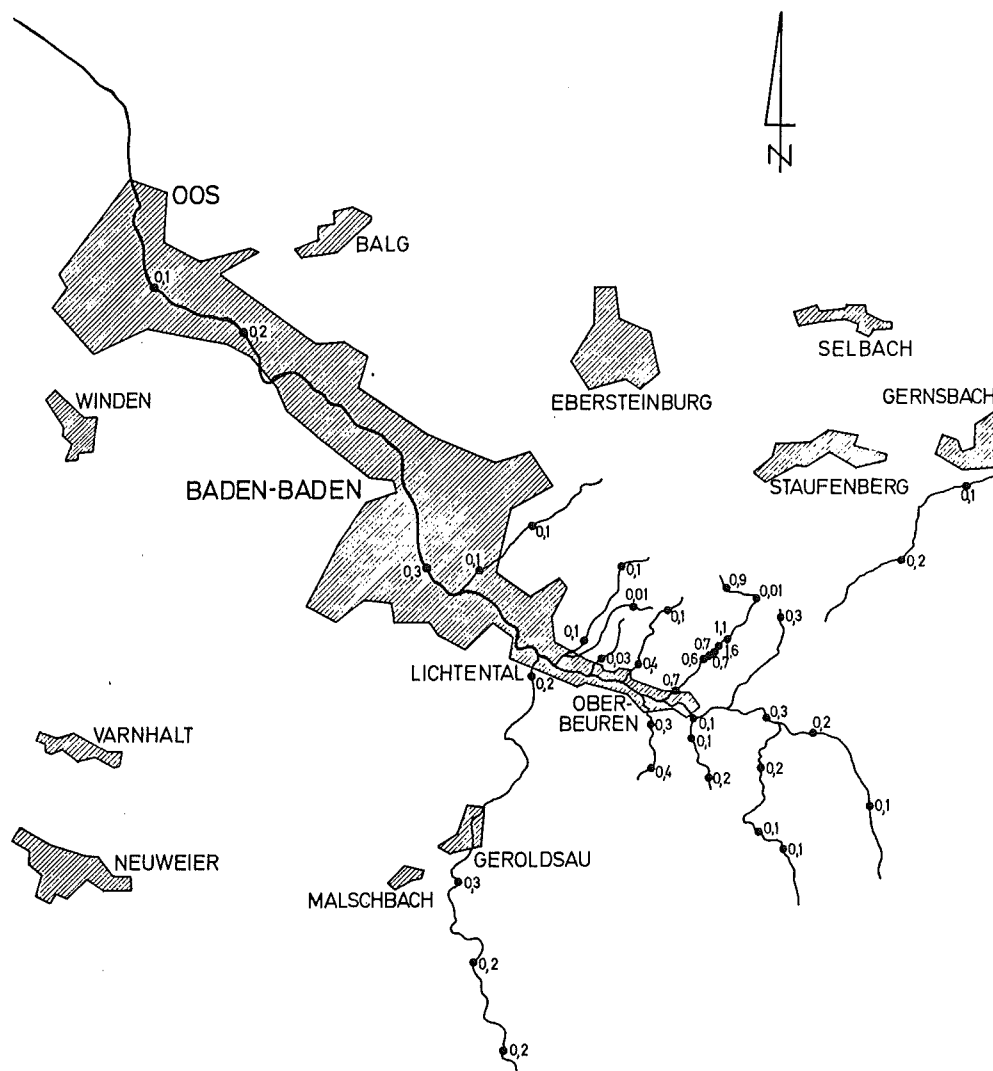 N
OOS
BALG
0,1
0,2
SELBACH
EBERSTEINBURG
GERNSBACH
WINDEN
BADEN-BADEN
STAUFENBERG
0,1
0,1
0,2
0,3
0,1
0,1
0,01
0,1
0,9
0,01
0,3
0,1
0,03
0,4
1,1
0,7
0,6
0,7
0,7
LICHTENTAL
0,2
OBER-
BEUREN
0,3
0,4
0,1
0,1
0,2
0,3
0,2
0,2
0,1
0,1
0,1
VARNHALT
NEUWEIER
GEROLDSAU
MALSCHBACH
0,3
0,2
0,2